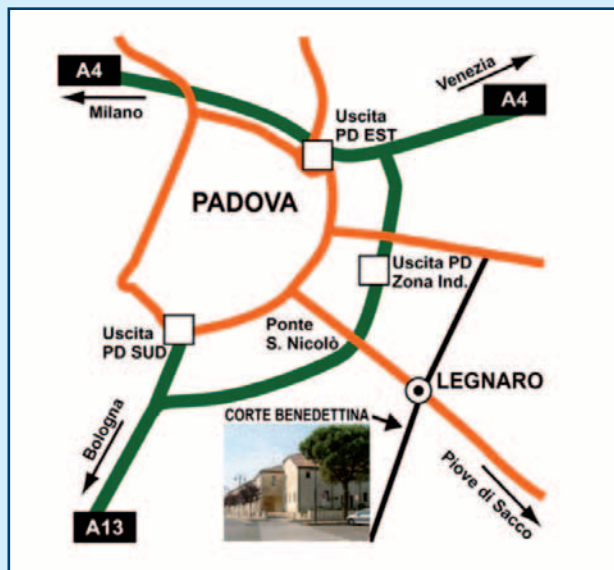 A4
Milano
Venezia
A4
Uscita
PD EST
PADOVA
Uscita PD
Zona Ind.
Uscita
PD SUD
Ponte
S. Nicolò
LEGNARO
CORTE BENEDETTINA
Bologna
Piove di Sacco
A13